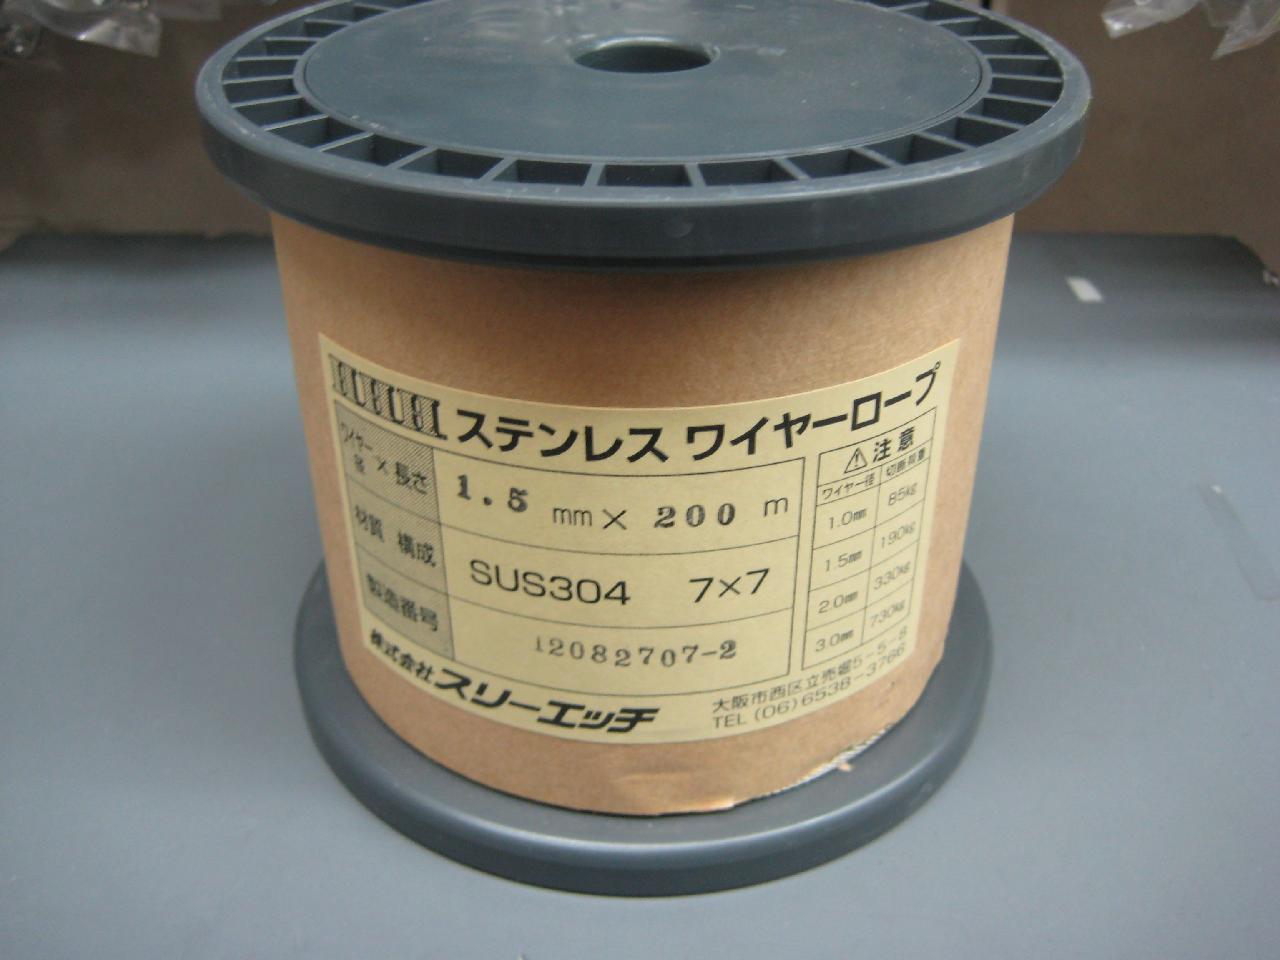 ステンレス ワイヤーロープ
ワイヤー径 × 長さ
1.5 mm × 200 m
材質 構成
SUS304 7×7
製造番号
12082707-2
⚠注意
ワイヤー径 切断荷重
1.0mm 85kg
1.5mm 190kg
2.0mm 330kg
3.0mm 730kg
株式会社スリーエッチ
大阪市西区立売堀5-5-8
TEL (06)6538-3766